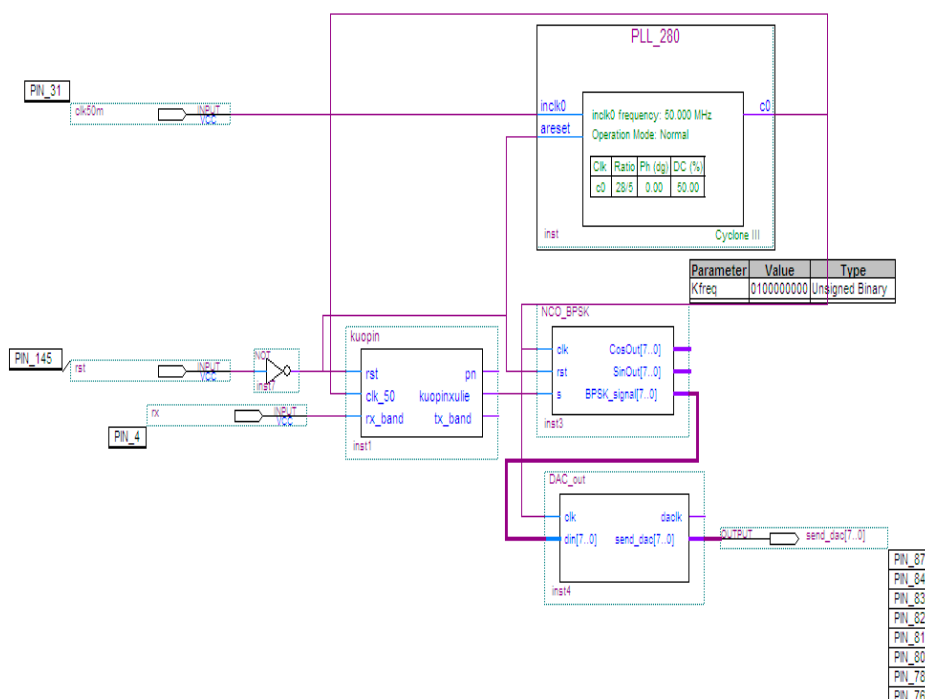 PLL_280
PIN_31
clk50m
INPUT
VCC
inclk0
areset
c0
inclk0 frequency: 50.000 MHz
Operation Mode: Normal
Clk Ratio Ph (dg) DC (%)
c0 28/5 0.00 50.00
inst
Cyclone III
Parameter Value Type
Kfreq 0100000000 Unsigned Binary
NCO_BPSK
clk
rst
s
CosOut[7..0]
SinOut[7..0]
BPSK_signal[7..0]
inst3
PIN_145
rst
INPUT
VCC
NOT
inst7
rx
INPUT
VCC
PIN_4
kuopin
rst
clk_50
rx_band
pn
kuopinxulie
tx_band
inst1
DAC_out
clk
din[7..0]
daclk
send_dac[7..0]
inst4
OUTPUT
send_dac[7..0]
PIN_87
PIN_84
PIN_83
PIN_82
PIN_81
PIN_80
PIN_78
PIN_76